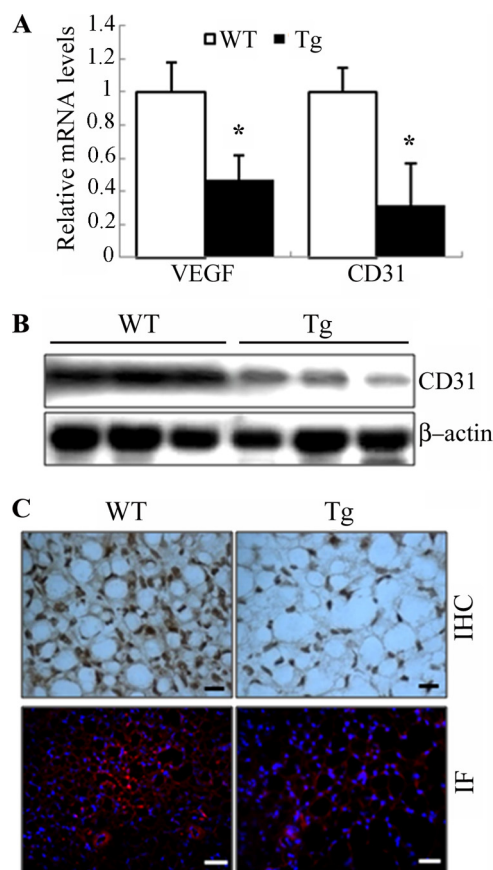 A
Relative mRNA levels
1.4
1.2
1
0.8
0.6
0.4
0.2
0
WT Tg
*
*
VEGF CD31
B
WT Tg
CD31
β–actin
C
WT Tg
IHC
IF